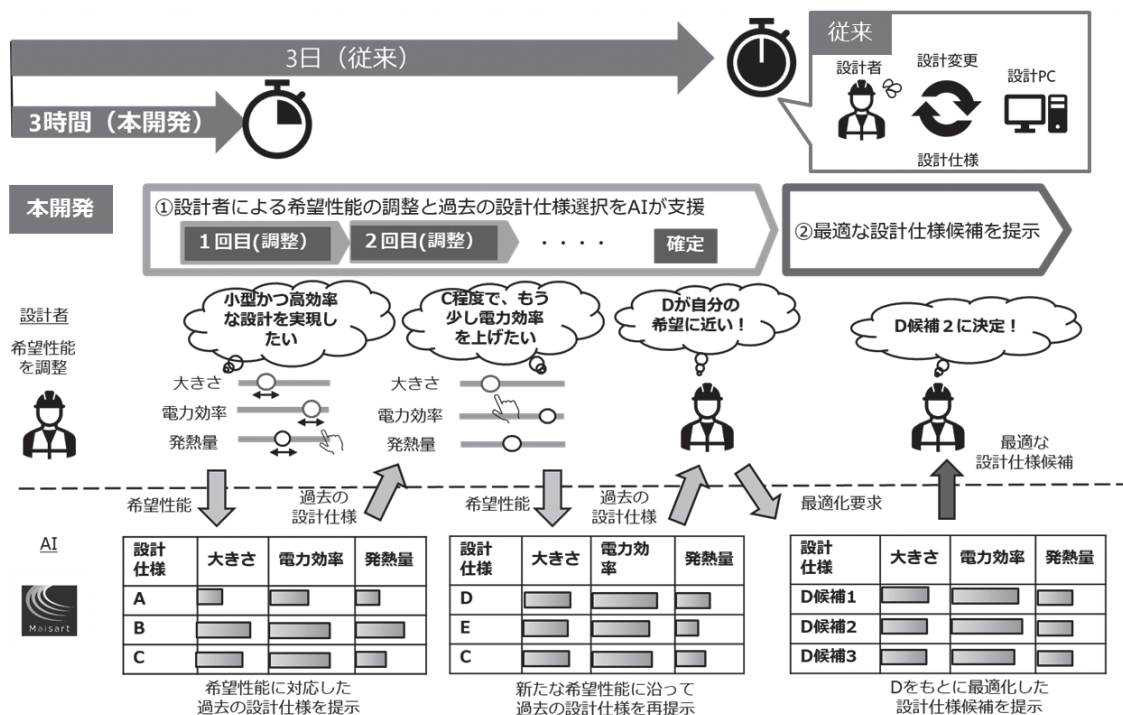 3日（従来）
3時間（本開発）
従来
設計者
設計変更
設計PC
設計仕様
本開発
①設計者による希望性能の調整と過去の設計仕様選択をAIが支援
１回目(調整）
２回目(調整）
・・・・
確定
②最適な設計仕様候補を提示
設計者
希望性能
を調整
小型かつ高効率
な設計を実現し
たい
C程度で、もう
少し電力効率
を上げたい
Dが自分の
希望に近い！
D候補２に決定！
大きさ
電力効率
発熱量
大きさ
電力効率
発熱量
希望性能
過去の
設計仕様
希望性能
過去の
設計仕様
最適化要求
最適な
設計仕様候補
AI
Maisart
設計
仕様
大きさ
電力効率
発熱量
A
B
C
希望性能に対応した
過去の設計仕様を提示
設計
仕様
大きさ
電力効
率
発熱量
D
E
C
新たな希望性能に沿って
過去の設計仕様を再提示
設計
仕様
大きさ
電力効率
発熱量
D候補1
D候補2
D候補3
Dをもとに最適化した
設計仕様候補を提示